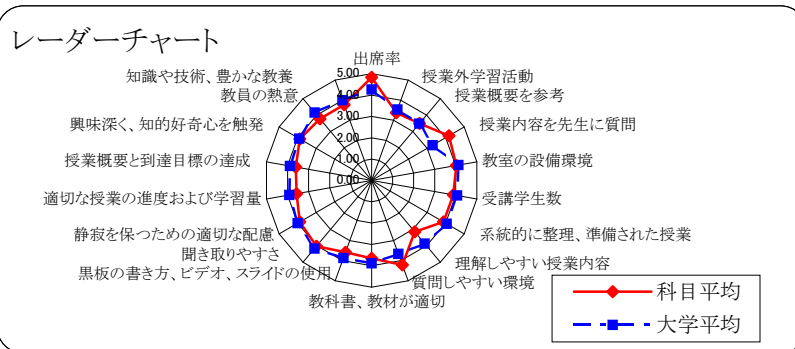 レーダーチャート
出席率
授業外学習活動
授業概要を参考
授業内容を先生に質問
教室の設備環境
受講学生数
系統的に整理、準備された授業
理解しやすい授業内容
質問しやすい環境
教科書、教材が適切
黒板の書き方、ビデオ、スライドの使用
聞き取りやすさ
静寂を保つための適切な配慮
適切な授業の進度および学習量
授業概要と到達目標の達成
興味深く、知的好奇心を触発
教員の熱意
知識や技術、豊かな教養
5.00
4.00
3.00
2.00
1.00
0.00
科目平均
大学平均